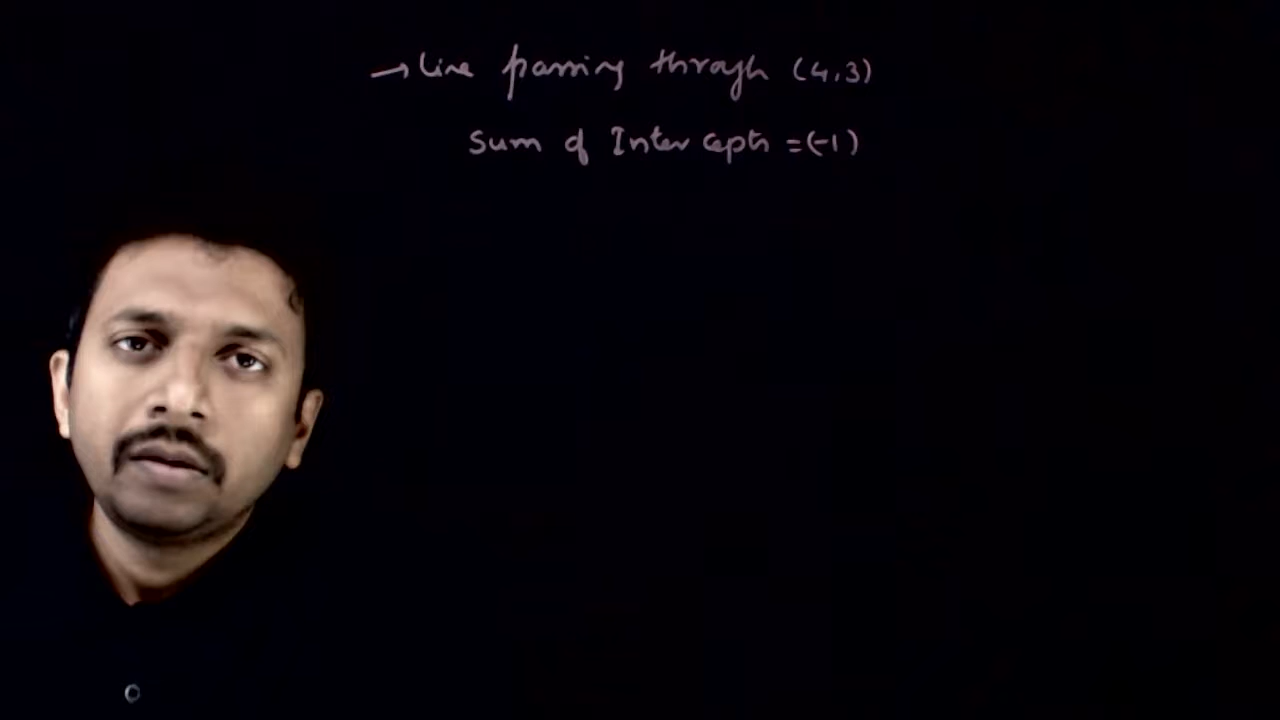 → Line passing through (4,3)
Sum of Intercepts = (-1)